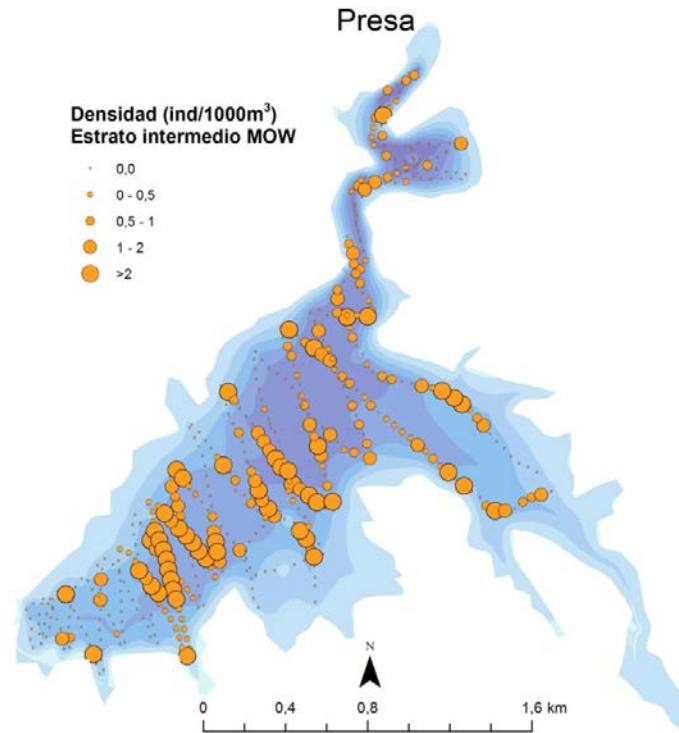 Presa
Densidad (ind/1000m³)
Estrato intermedio MOW
0,0
0 - 0,5
0,5 - 1
1 - 2
>2
N
0 0,4 0,8 1,6 km